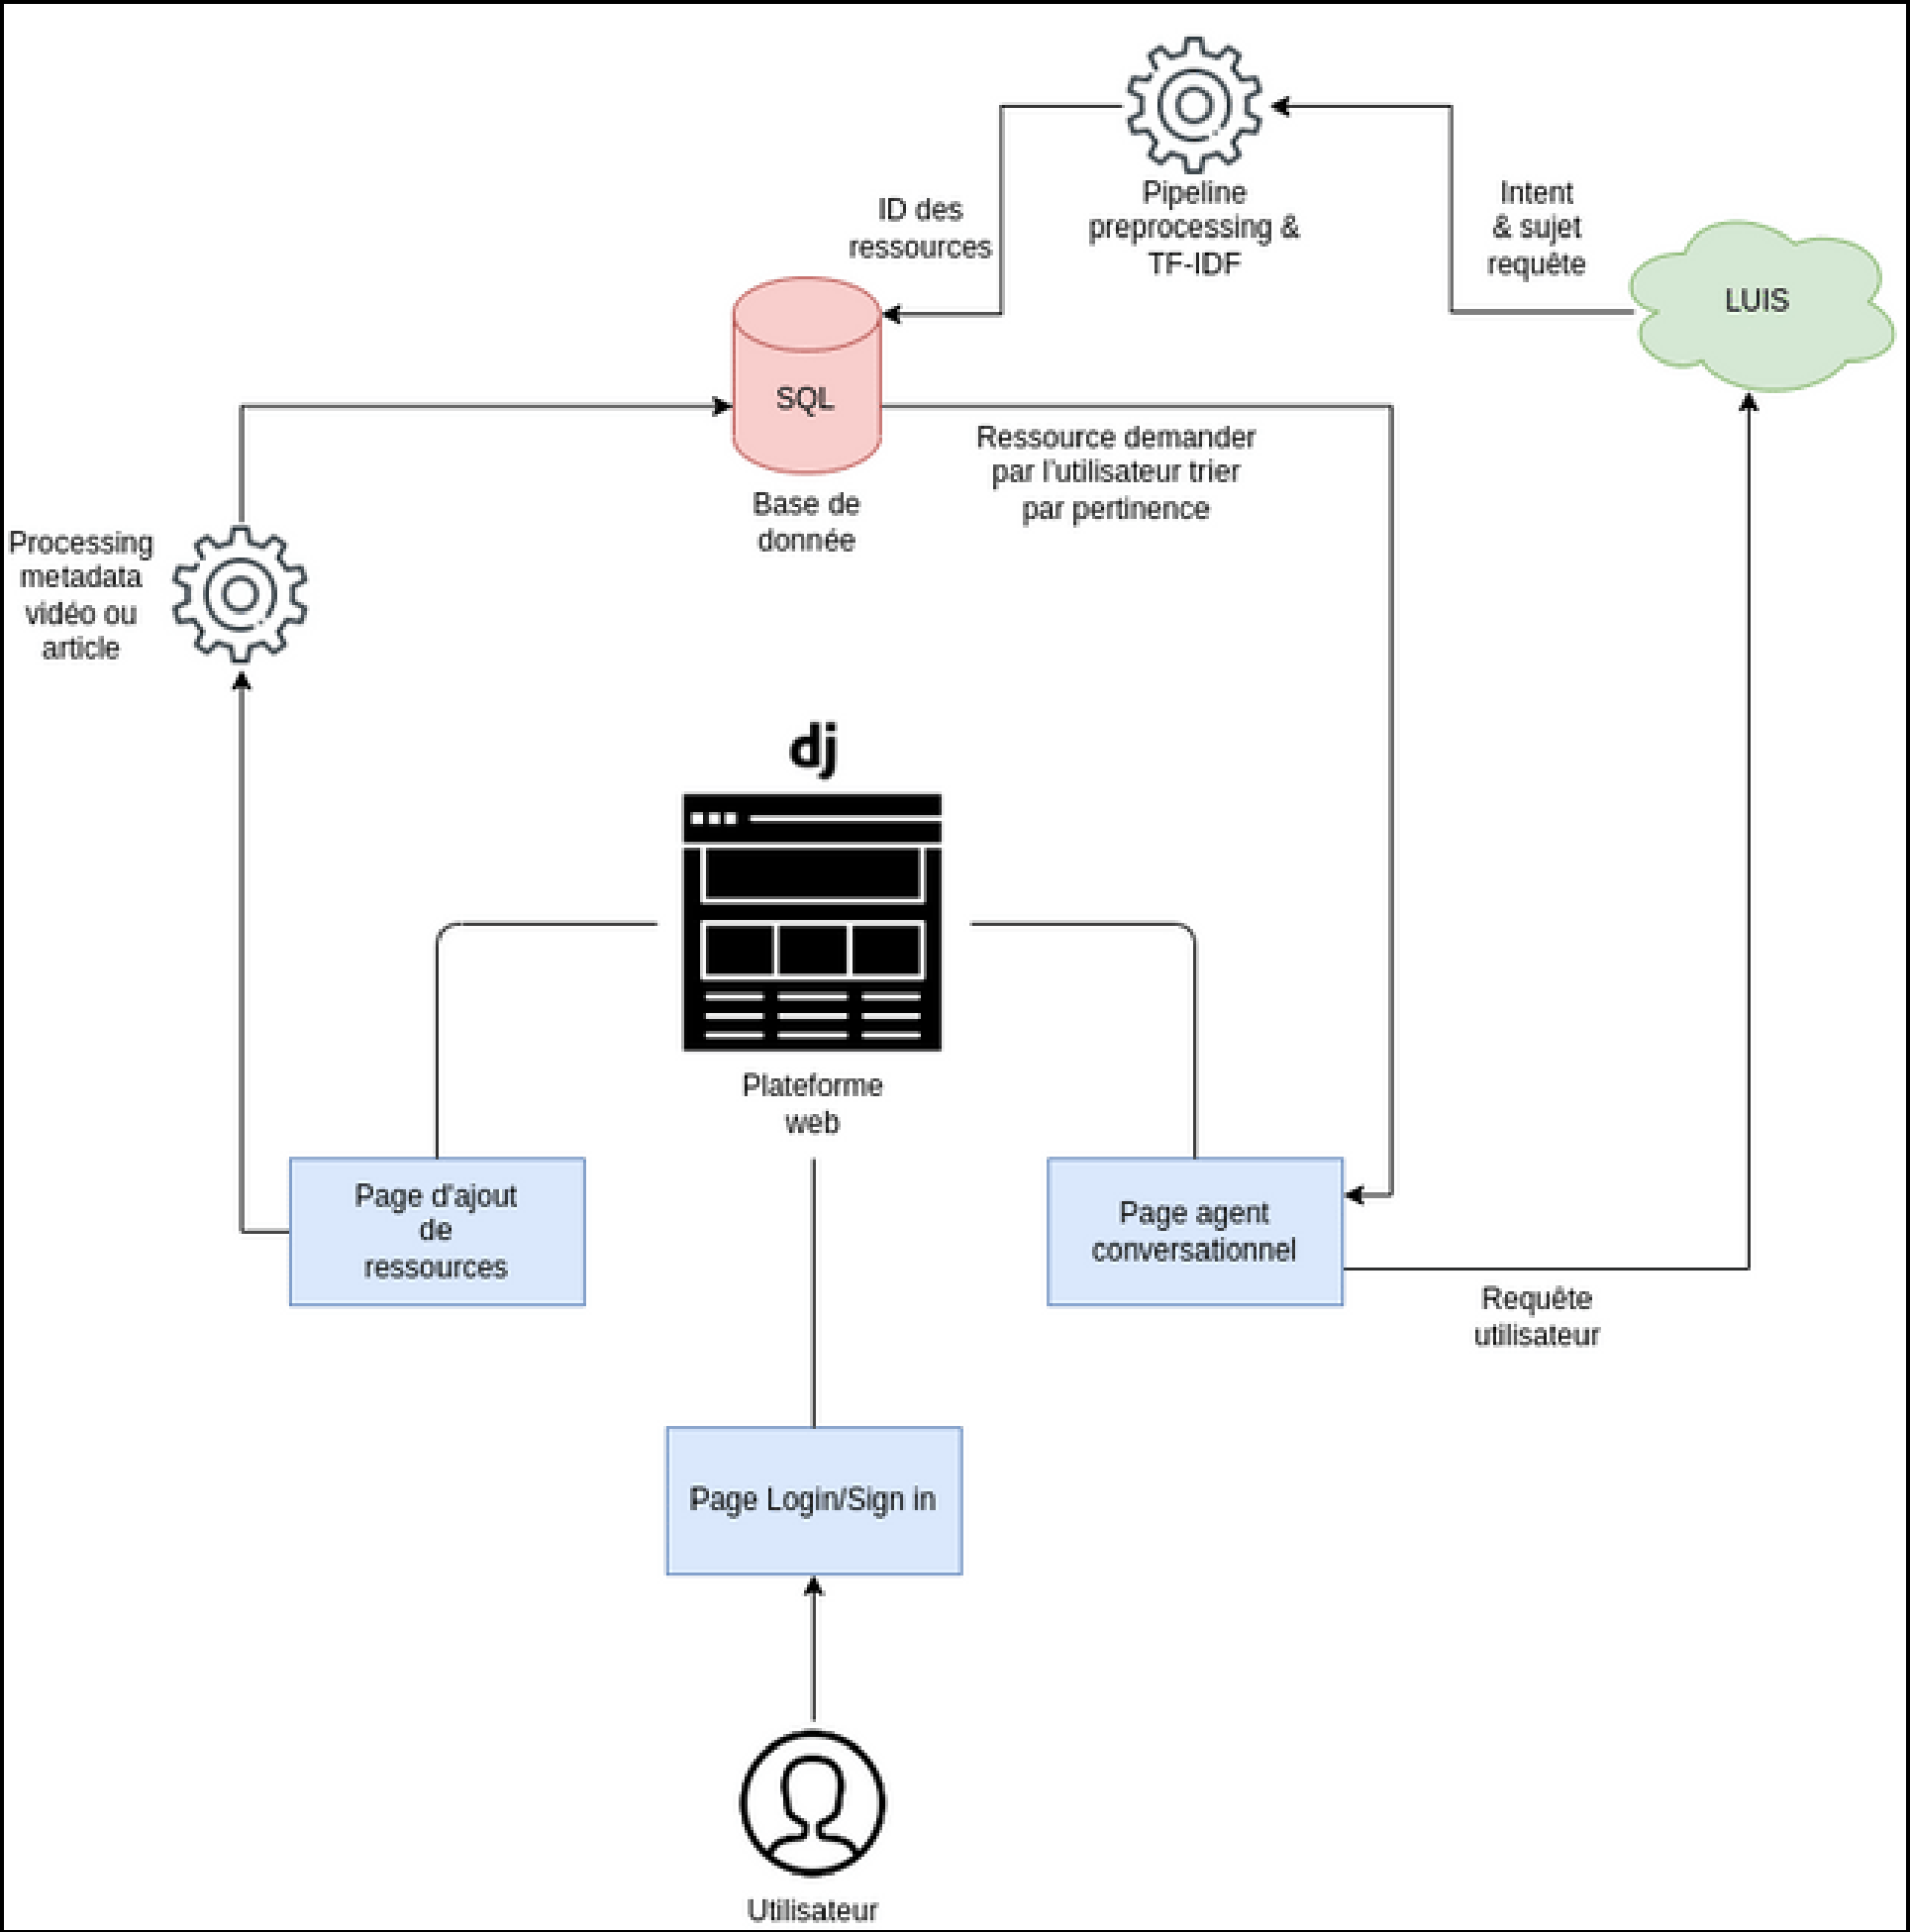 Pipeline
preprocessing &
TF-IDF
ID des
ressources
Intent
& sujet
requête
LUIS
SQL
Base de
donnée
Ressource demander
par l'utilisateur trier
par pertinence
Processing
metadata
vidéo ou
article
dj
Plateforme
web
Page d'ajout
de
ressources
Page agent
conversationnel
Requête
utilisateur
Page Login/Sign in
Utilisateur